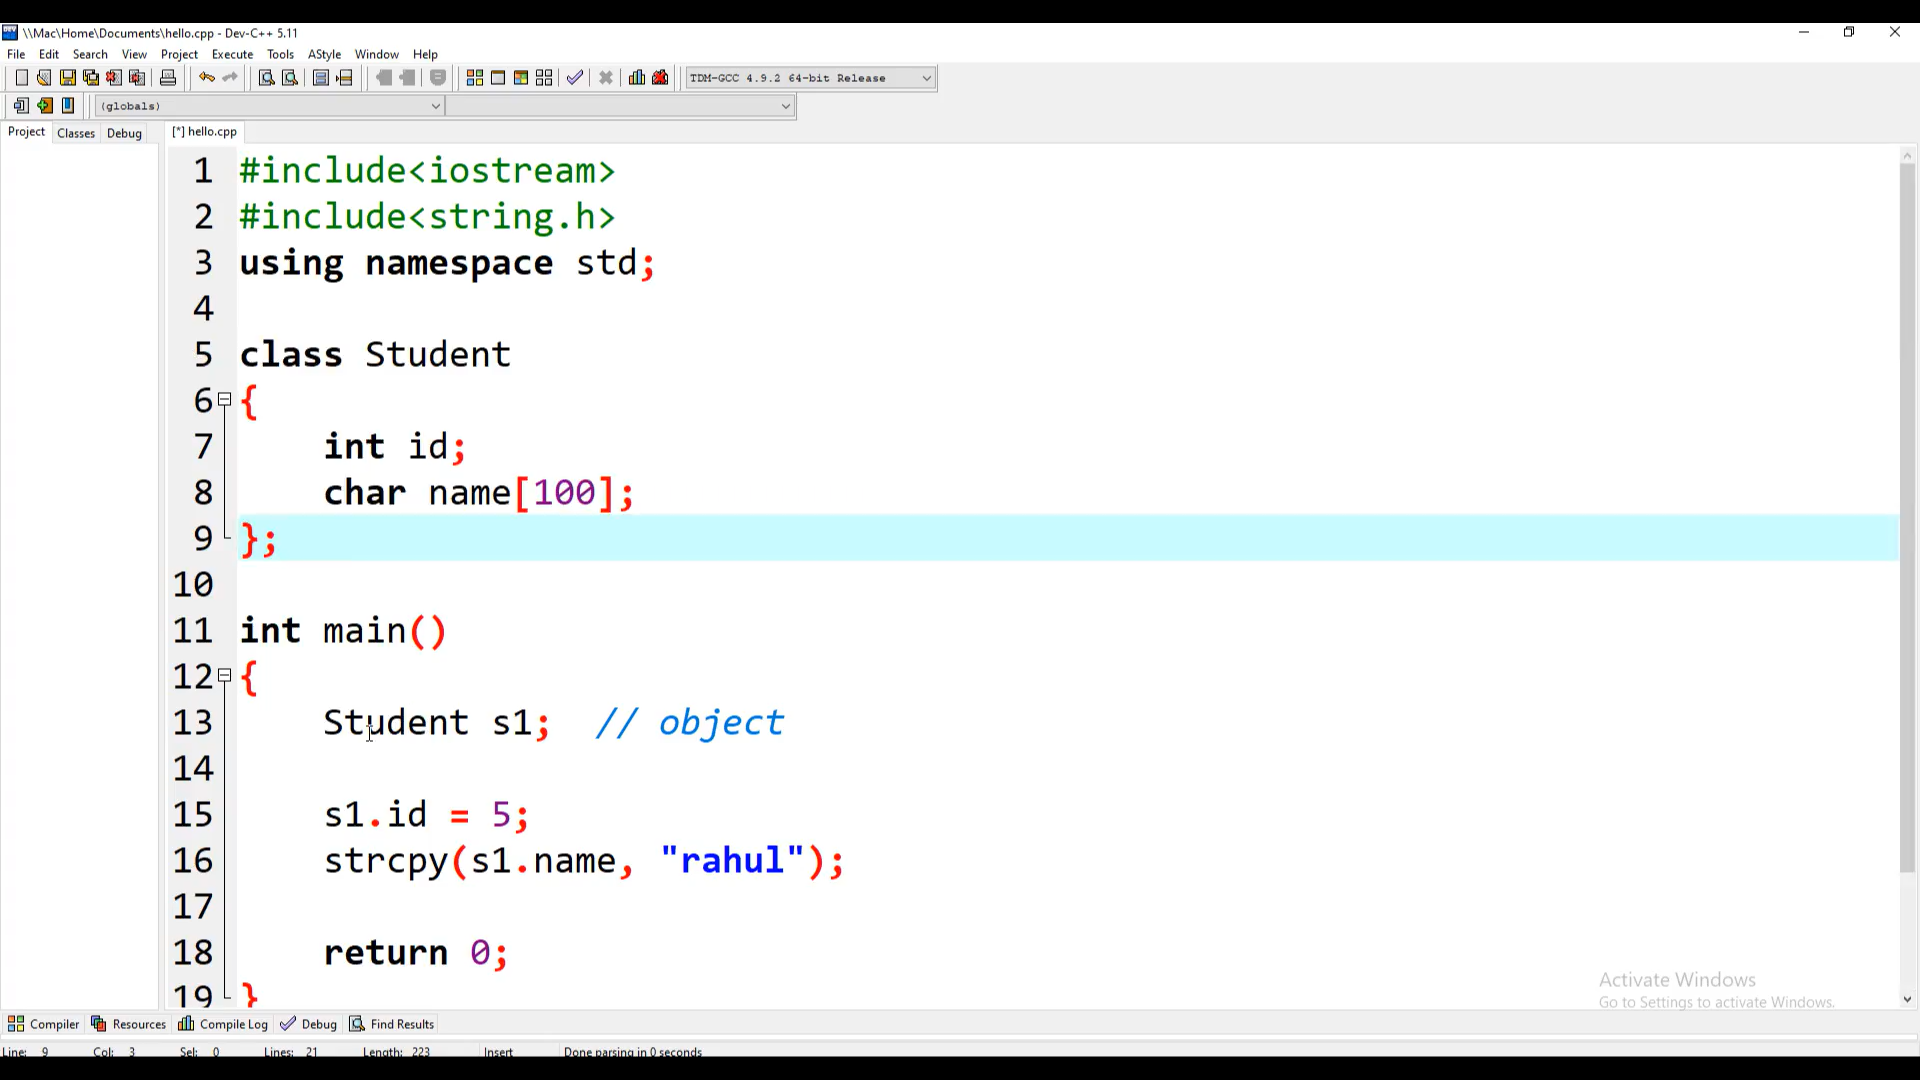 \\Mac\Home\Documents\hello.cpp - Dev-C++ 5.11
File Edit Search View Project Execute Tools AStyle Window Help
TDM-GCC 4.9.2 64-bit Release
(globals)
Project Classes Debug [*] hello.cpp
1 #include<iostream>
2 #include<string.h>
3 using namespace std;
4
5 class Student
6 {
7 int id;
8 char name[100];
9 };
10
11 int main()
12 {
13 Student s1; // object
14
15 s1.id = 5;
16 strcpy(s1.name, "rahul");
17
18 return 0;
19 }
Activate Windows
Go to Settings to activate Windows.
Compiler Resources Compile Log Debug Find Results
Line: 9 Col: 3 Sel: 0 Lines: 21 Length: 223 Insert Done parsing in 0 seconds